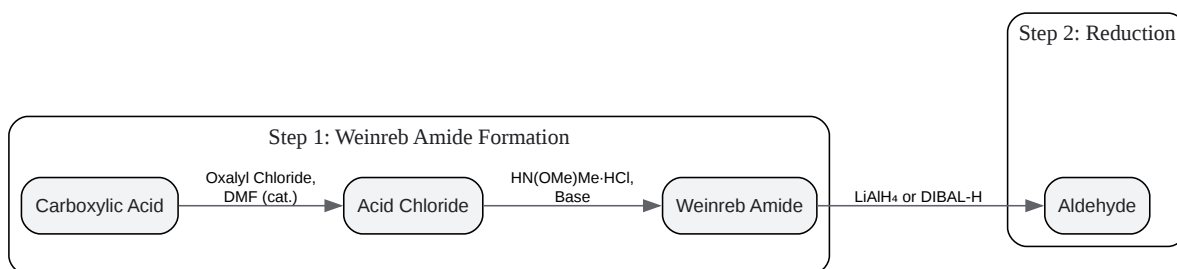 Step 2: Reduction
Step 1: Weinreb Amide Formation
Carboxylic Acid
Oxalyl Chloride,
DMF (cat.)
Acid Chloride
HN(OMe)Me·HCl,
Base
Weinreb Amide
LiAlH₄ or DIBAL-H
Aldehyde